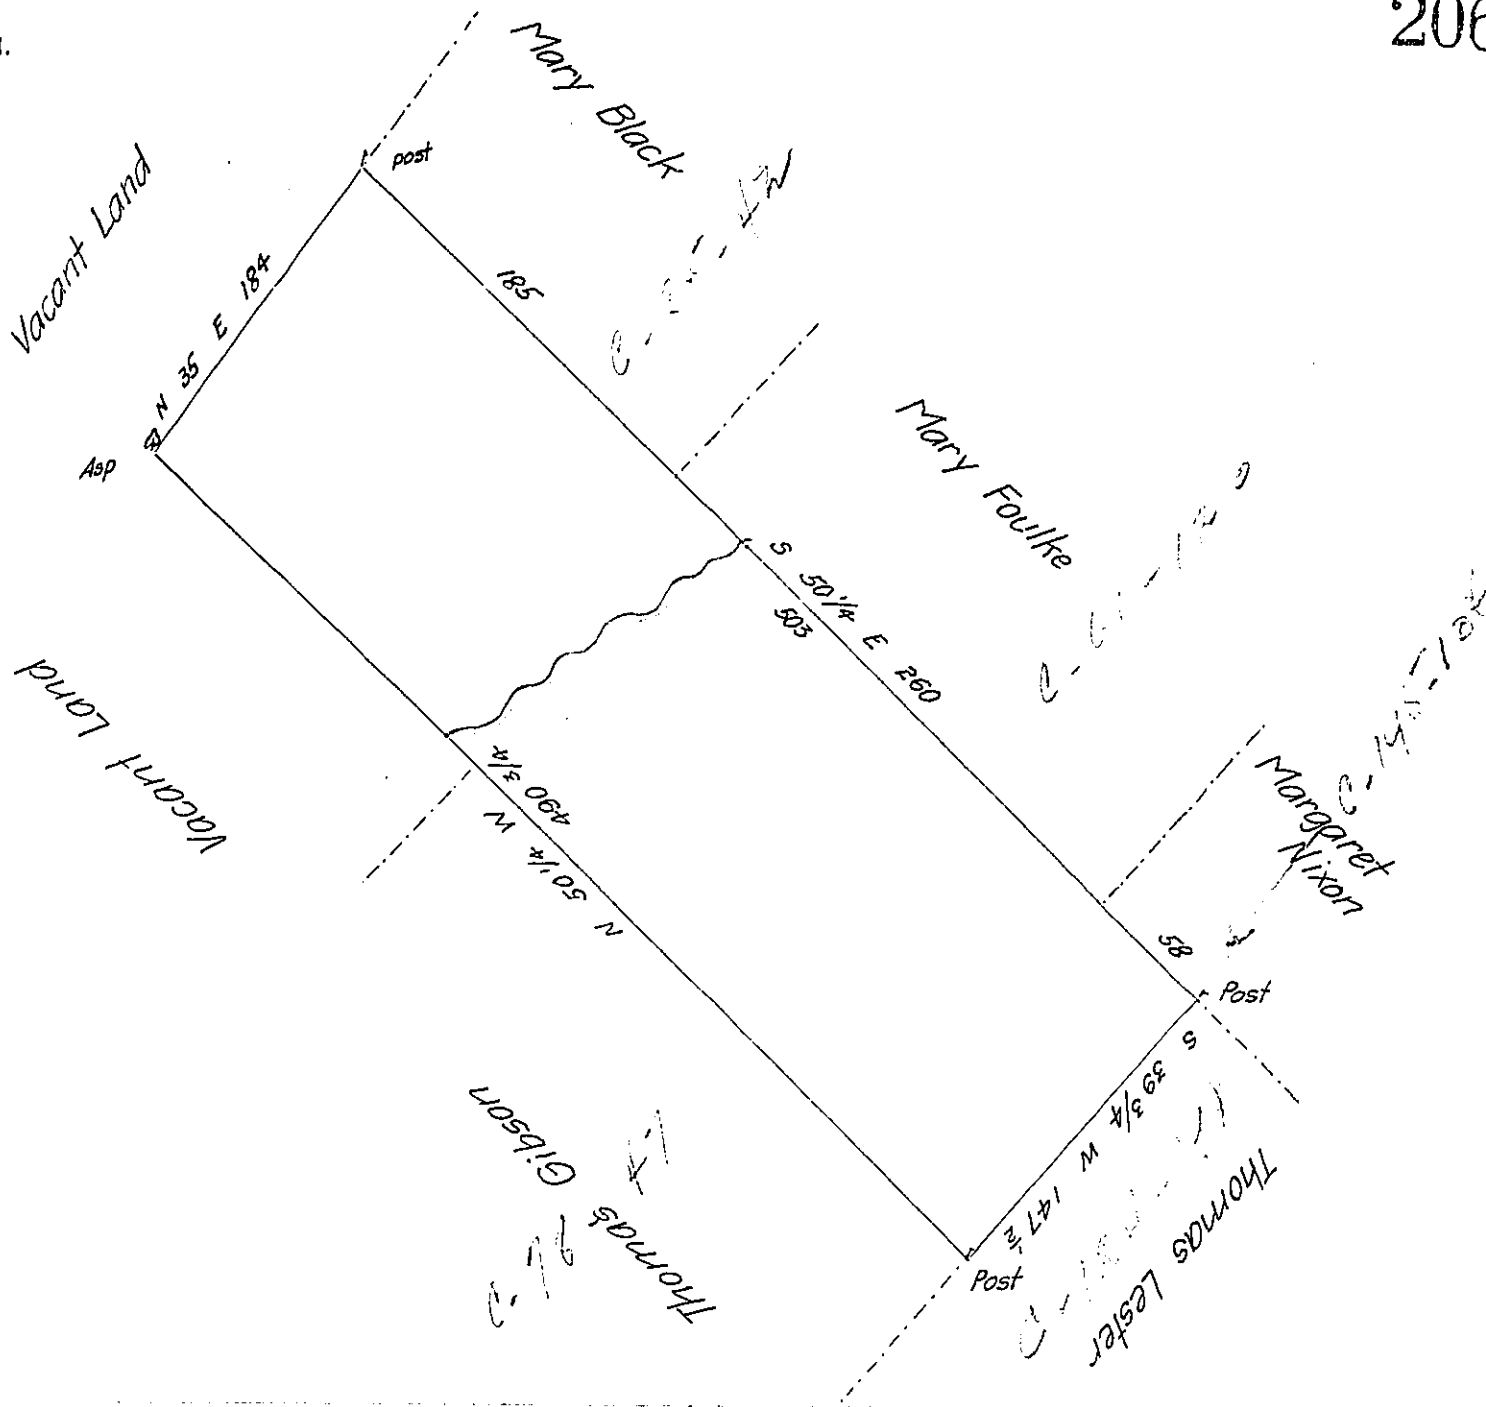 206
Mary Black
post
Vacant Land
N 35 E 184
185
Asp
Mary Foulke
S 50 1/4 E 260
503
Vacant Land
490 3/4
N 50 1/4 W
Margaret
Nixon
58
Post
S 39 3/4 W 147 1/2
Thomas Lester
Thomas
Gibson
Post